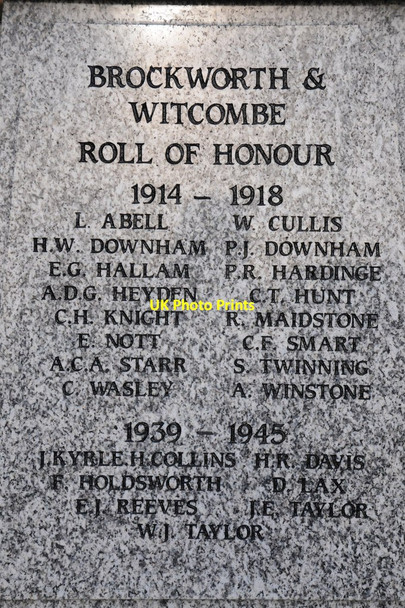 BROCKWORTH &
WITCOMBE
ROLL OF HONOUR
1914 - 1918
L. ABELL W. CULLIS
H.W. DOWNHAM P.J. DOWNHAM
E.G. HALLAM P.R. HARDINGE
A.D.G. HEYDEN C.T. HUNT
UK Photo Prints
C.H. KNIGHT R. MAIDSTONE
E. NOTT C.F. SMART
A.C.A. STARR S. TWINNING
C. WASLEY A. WINSTONE
1939 - 1945
J.KYRLE.H.COLLINS H.R. DAVIS
F. HOLDSWORTH D. LAX
E.J. REEVES J.E. TAYLOR
W.J. TAYLOR